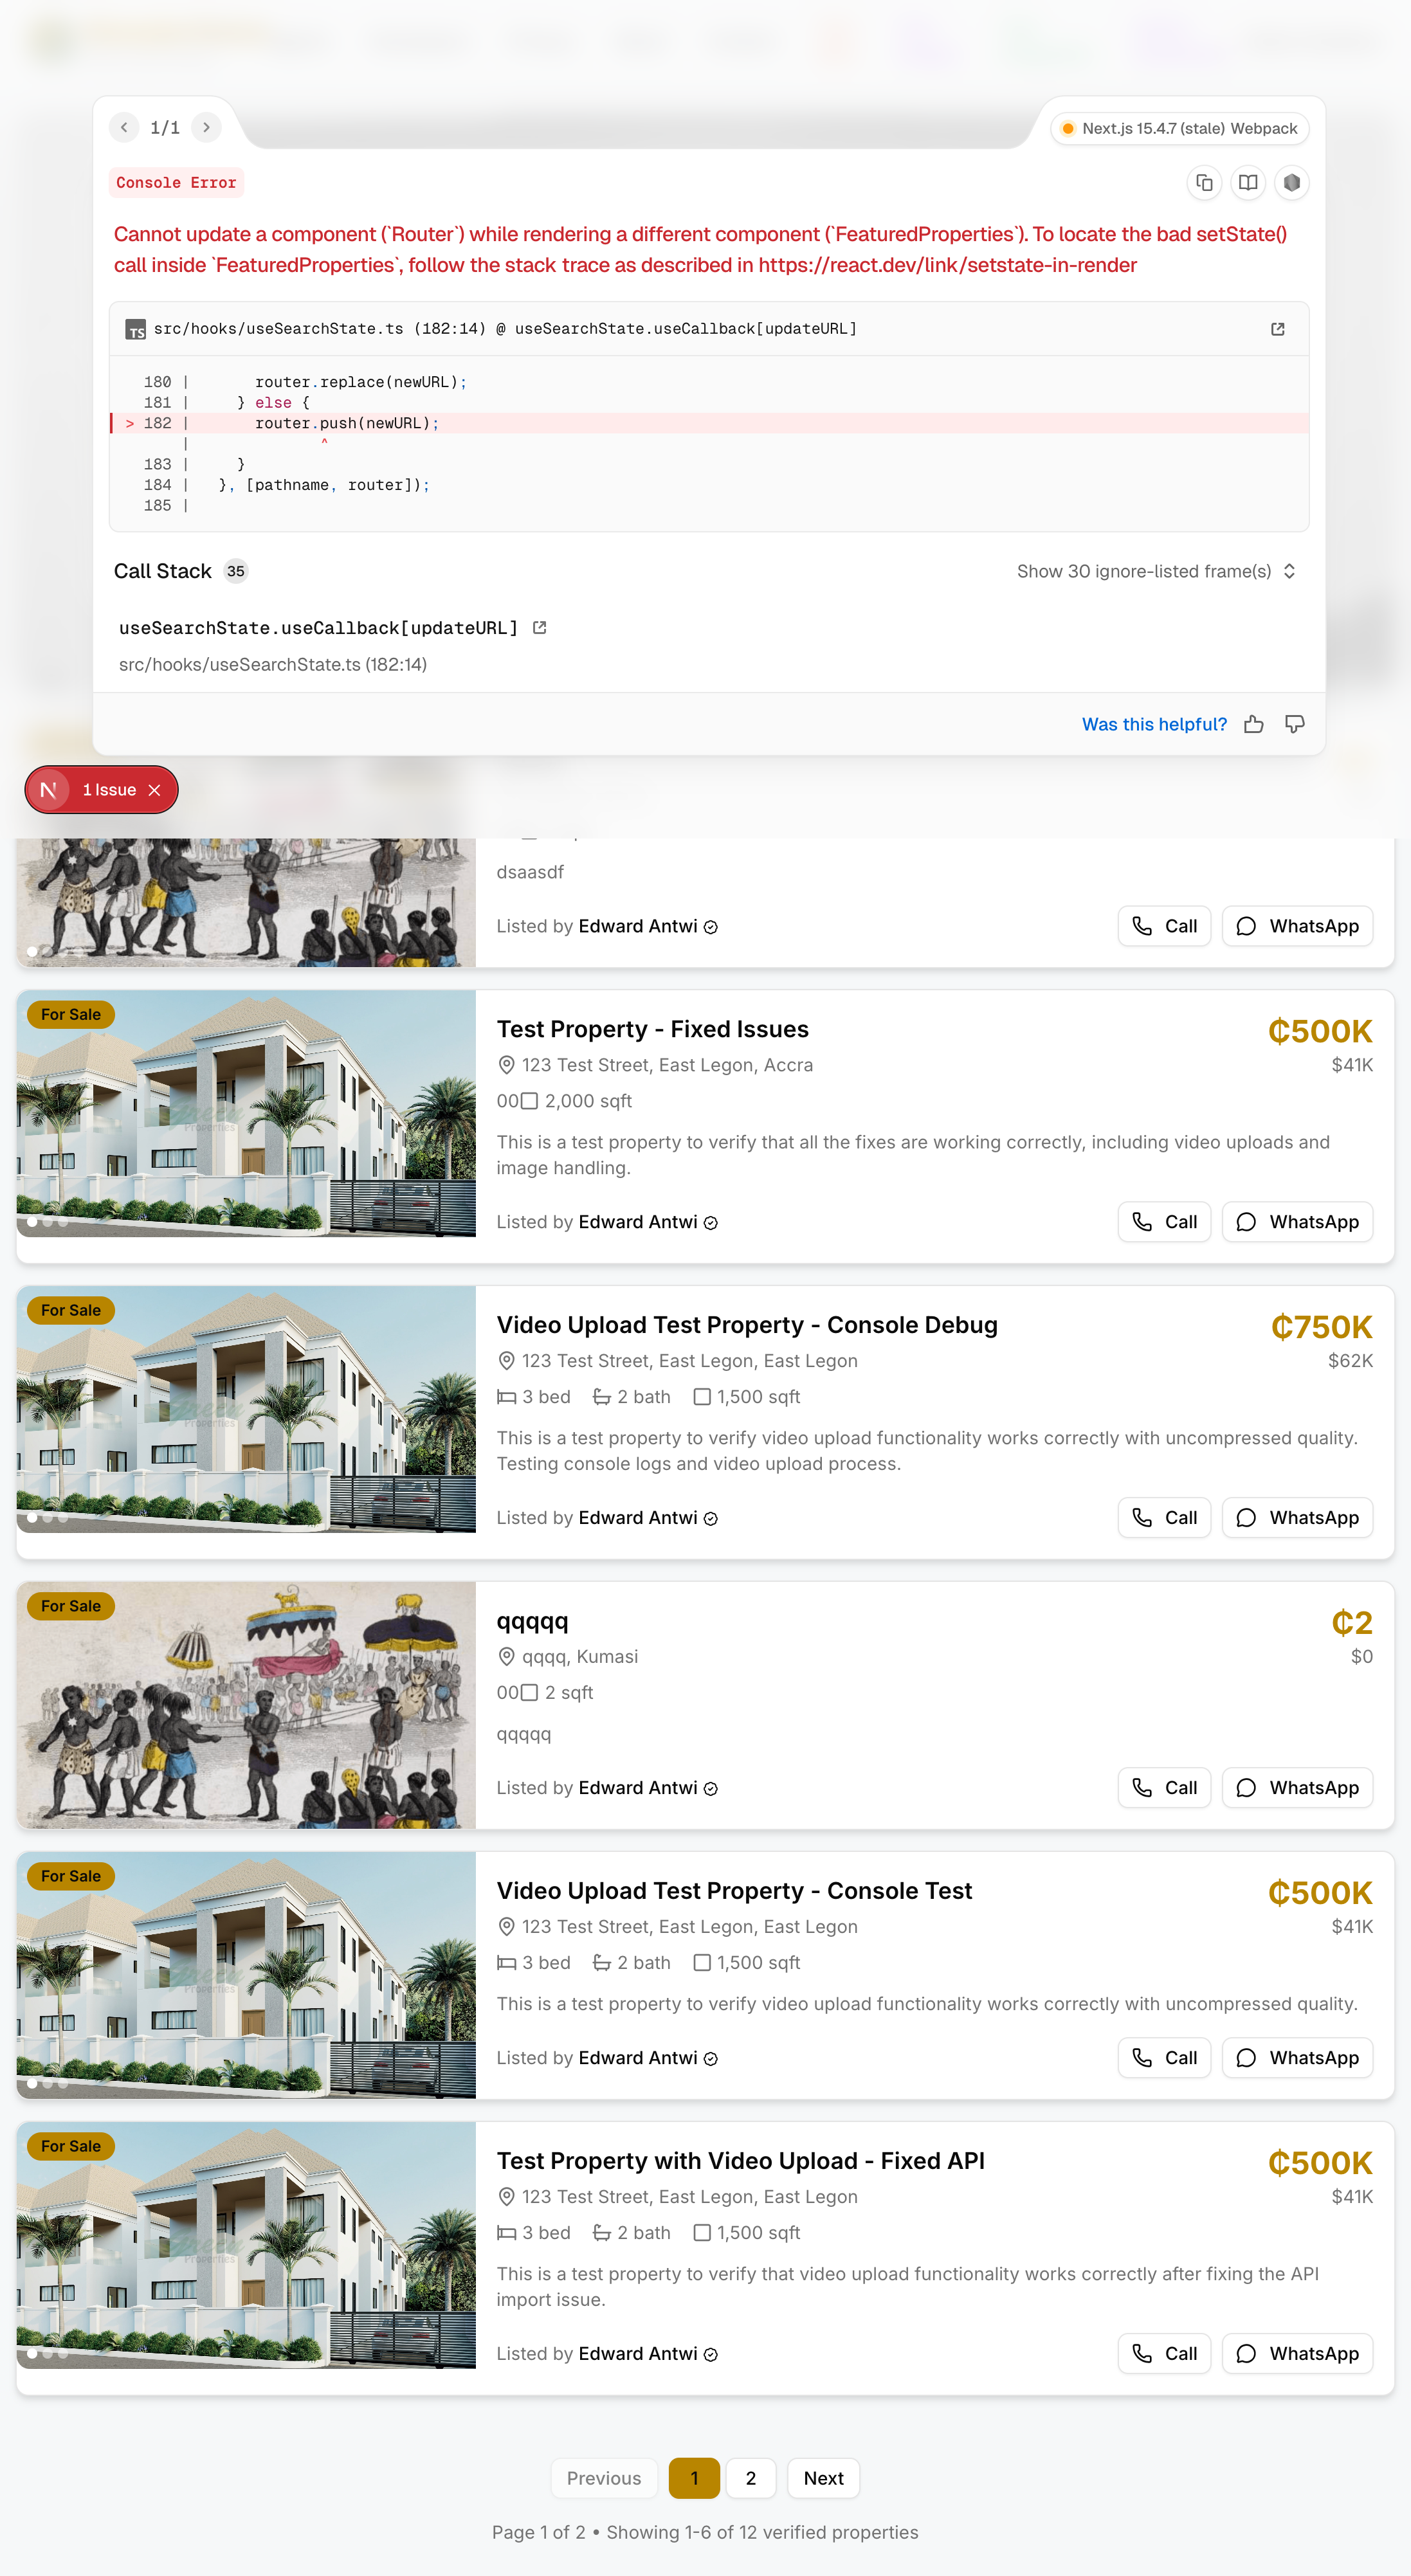 1/1
Next.js 15.4.7 (stale) Webpack
Console Error
Cannot update a component (`Router`) while rendering a different component (`FeaturedProperties`). To locate the bad setState()
call inside `FeaturedProperties`, follow the stack trace as described in https://react.dev/link/setstate-in-render
TS src/hooks/useSearchState.ts (182:14) @ useSearchState.useCallback[updateURL]
180 |       router.replace(newURL);
181 |     } else {
> 182 |       router.push(newURL);
|              ^
183 |     }
184 |   }, [pathname, router]);
185 |
Call Stack 35
Show 30 ignore-listed frame(s)
useSearchState.useCallback[updateURL]
src/hooks/useSearchState.ts (182:14)
Was this helpful?
N 1 Issue
dsaasdf
Listed by Edward Antwi
Call WhatsApp
For Sale
Properties
Test Property - Fixed Issues
₵500K
123 Test Street, East Legon, Accra
$41K
00 2,000 sqft
This is a test property to verify that all the fixes are working correctly, including video uploads and
image handling.
Listed by Edward Antwi
Call WhatsApp
For Sale
Properties
Video Upload Test Property - Console Debug
₵750K
123 Test Street, East Legon, East Legon
$62K
3 bed 2 bath 1,500 sqft
This is a test property to verify video upload functionality works correctly with uncompressed quality.
Testing console logs and video upload process.
Listed by Edward Antwi
Call WhatsApp
For Sale
qqqqq
₵2
qqqq, Kumasi
$0
00 2 sqft
qqqqq
Listed by Edward Antwi
Call WhatsApp
For Sale
Properties
Video Upload Test Property - Console Test
₵500K
123 Test Street, East Legon, East Legon
$41K
3 bed 2 bath 1,500 sqft
This is a test property to verify video upload functionality works correctly with uncompressed quality.
Listed by Edward Antwi
Call WhatsApp
For Sale
Properties
Test Property with Video Upload - Fixed API
₵500K
123 Test Street, East Legon, East Legon
$41K
3 bed 2 bath 1,500 sqft
This is a test property to verify that video upload functionality works correctly after fixing the API
import issue.
Listed by Edward Antwi
Call WhatsApp
Previous 1 2 Next
Page 1 of 2 • Showing 1-6 of 12 verified properties